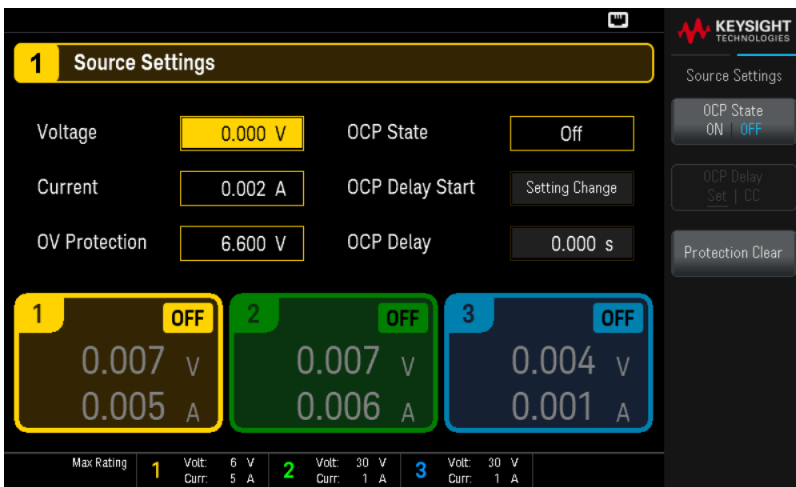 KEYSIGHT
TECHNOLOGIES
1 Source Settings
Source Settings
OCP State
ON | OFF
Voltage 0.000 V OCP State Off
OCP Delay
Set | CC
Current 0.002 A OCP Delay Start Setting Change
OV Protection 6.600 V OCP Delay 0.000 s
Protection Clear
1 OFF 2 OFF 3 OFF
0.007 V 0.007 V 0.004 V
0.005 A 0.006 A 0.001 A
Max Rating 1 Volt: 6 V 2 Volt: 30 V 3 Volt: 30 V
Curr: 5 A Curr: 1 A Curr: 1 A